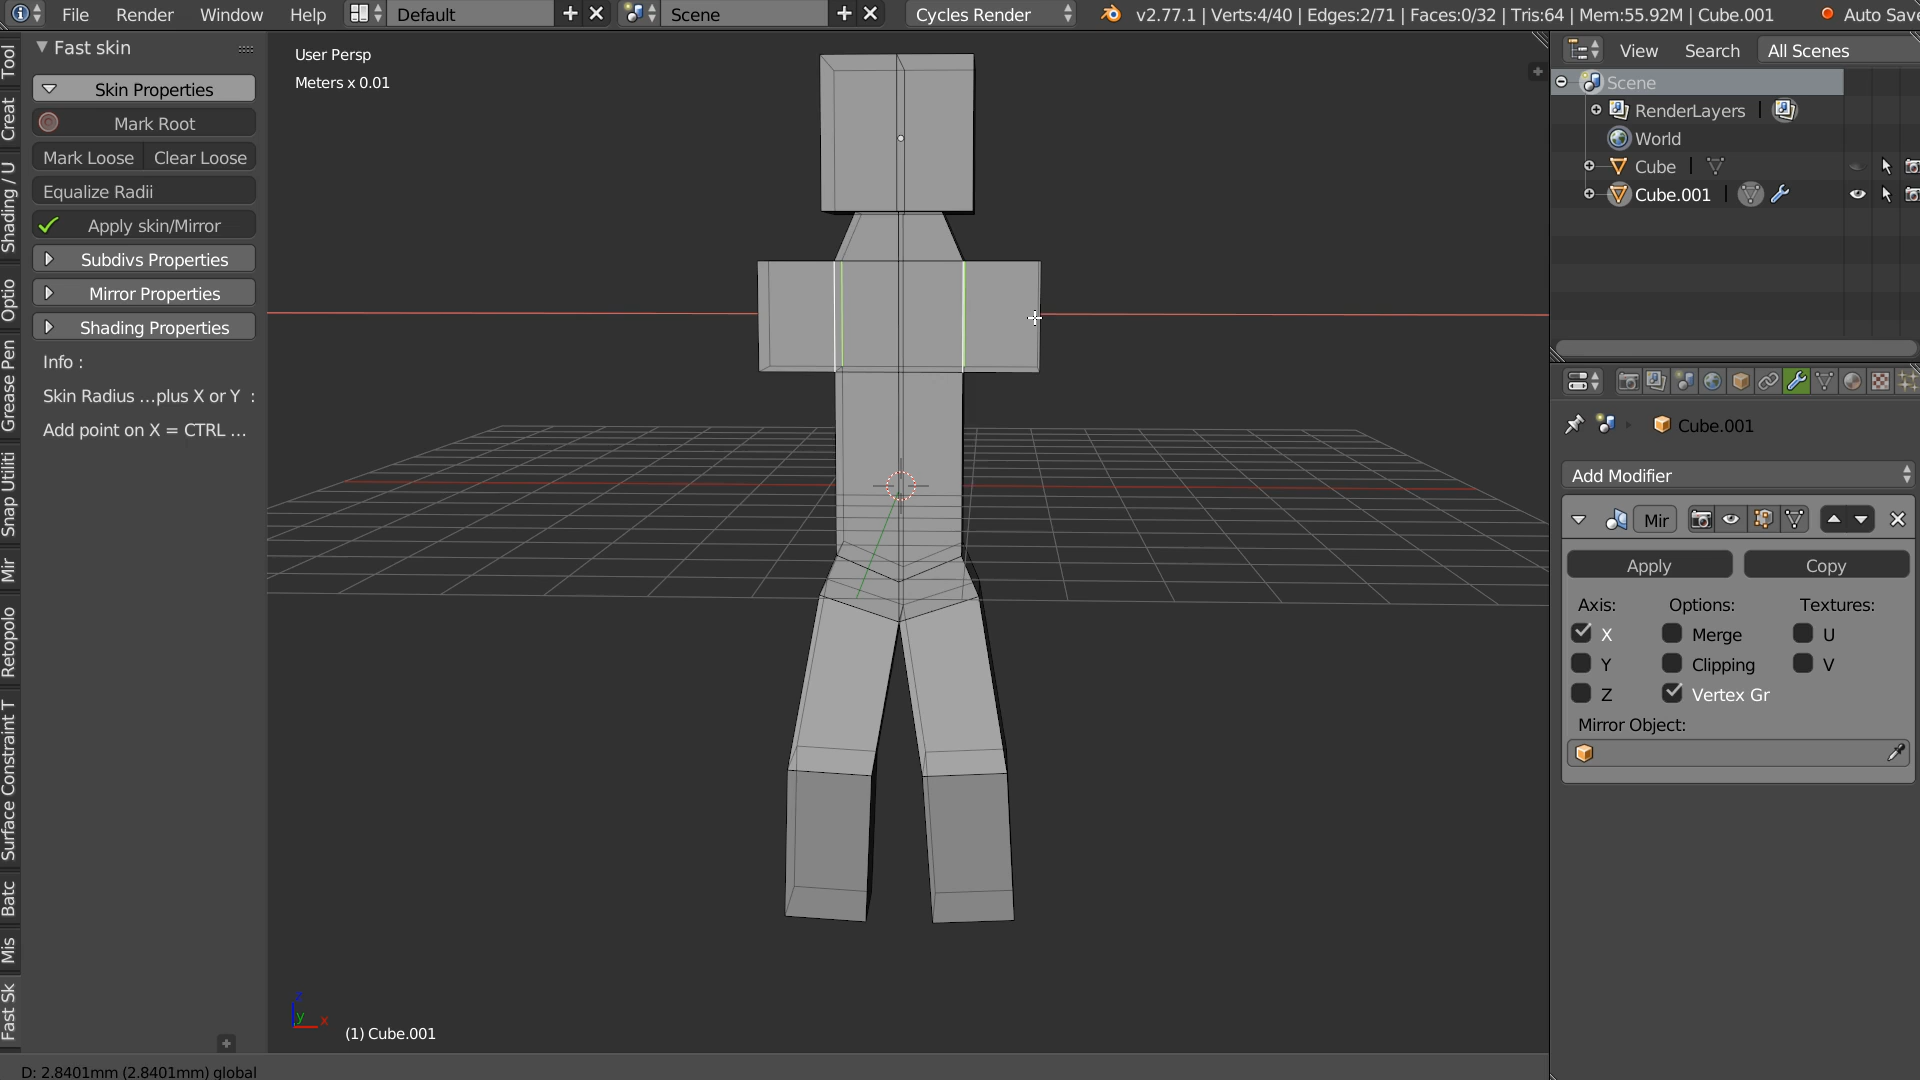 File Render Window Help Default Scene Cycles Render v2.77.1 | Verts:4/40 | Edges:2/71 | Faces:0/32 | Tris:64 | Mem:55.92M | Cube.001 Auto Save
Fast skin
Skin Properties
Mark Root
Mark Loose Clear Loose
Equalize Radii
Apply skin/Mirror
Subdivs Properties
Mirror Properties
Shading Properties
Info :
Skin Radius ...plus X or Y :
Add point on X = CTRL ...
Tool
Creat
Shading / U
Optio
Grease Pen
Snap Utiliti
Mir
Retopolo
Surface Constraint T
Batc
Mis
Fast Sk
User Persp
Meters x 0.01
z
y
x
(1) Cube.001
D: 2.8401mm (2.8401mm) global
View Search All Scenes
Scene
RenderLayers
World
Cube
Cube.001
Cube.001
Add Modifier
Mir
Apply Copy
Axis: Options: Textures:
X Merge U
Y Clipping V
Z Vertex Gr
Mirror Object: